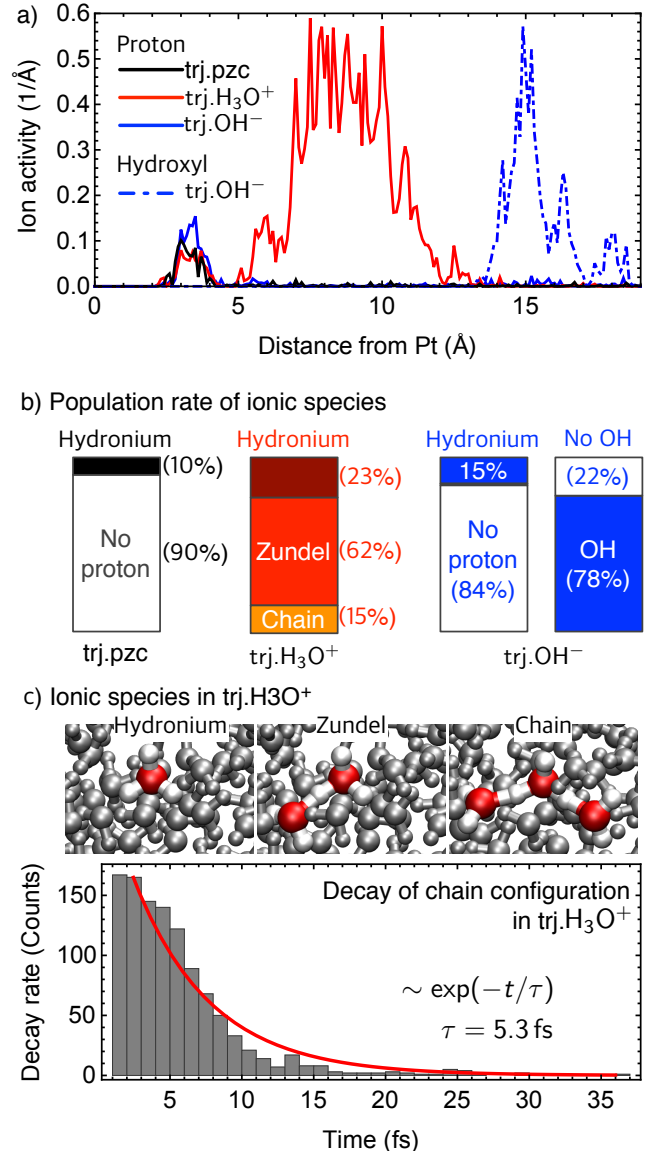 a)
0.6
0.5
0.4
0.3
0.2
0.1
0.0
Ion activity (1/Å)
Proton
trj.pzc
trj.H₃O⁺
trj.OH⁻
Hydroxyl
trj.OH⁻
0 5 10 15
Distance from Pt (Å)
b) Population rate of ionic species
Hydronium Hydronium Hydronium No OH
(10%) (23%) 15% (22%)
No
proton
(90%)
Zundel (62%)
Chain (15%)
No
proton
(84%)
OH
(78%)
trj.pzc trj.H₃O⁺ trj.OH⁻
c) Ionic species in trj.H3O⁺
Hydronium Zundel Chain
150
100
50
0
Decay rate (Counts)
Decay of chain configuration
in trj.H₃O⁺
∼ exp(−t/τ)
τ = 5.3 fs
5 10 15 20 25 30 35
Time (fs)